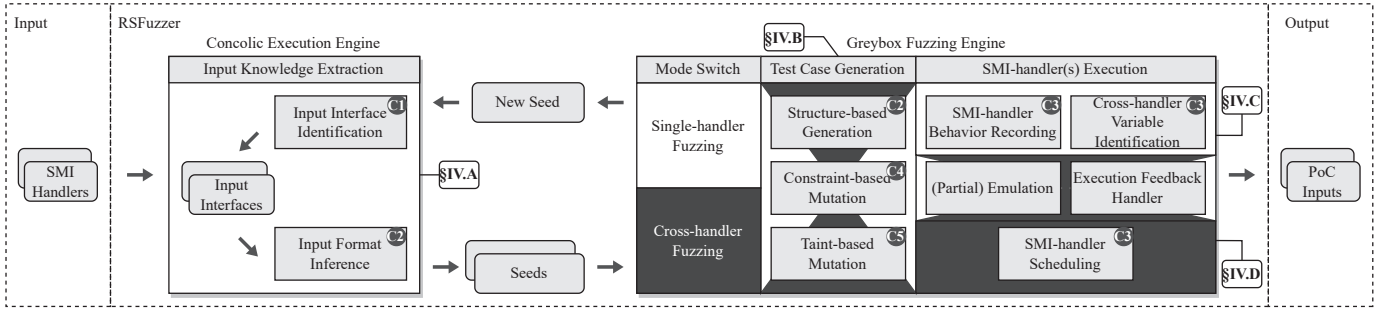 Input
RSFuzzer
Output
Concolic Execution Engine
§IV.B
Greybox Fuzzing Engine
Input Knowledge Extraction
Mode Switch
Test Case Generation
SMI-handler(s) Execution
Input Interface
Identification
C1
New Seed
Single-handler
Fuzzing
Structure-based
Generation
C2
SMI-handler
Behavior Recording
C3
Cross-handler
Variable
Identification
C3
§IV.C
SMI
Handlers
Input
Interfaces
§IV.A
Constraint-based
Mutation
C4
(Partial) Emulation
Execution Feedback
Handler
PoC
Inputs
Input Format
Inference
C2
Seeds
Cross-handler
Fuzzing
Taint-based
Mutation
C5
SMI-handler
Scheduling
C3
§IV.D